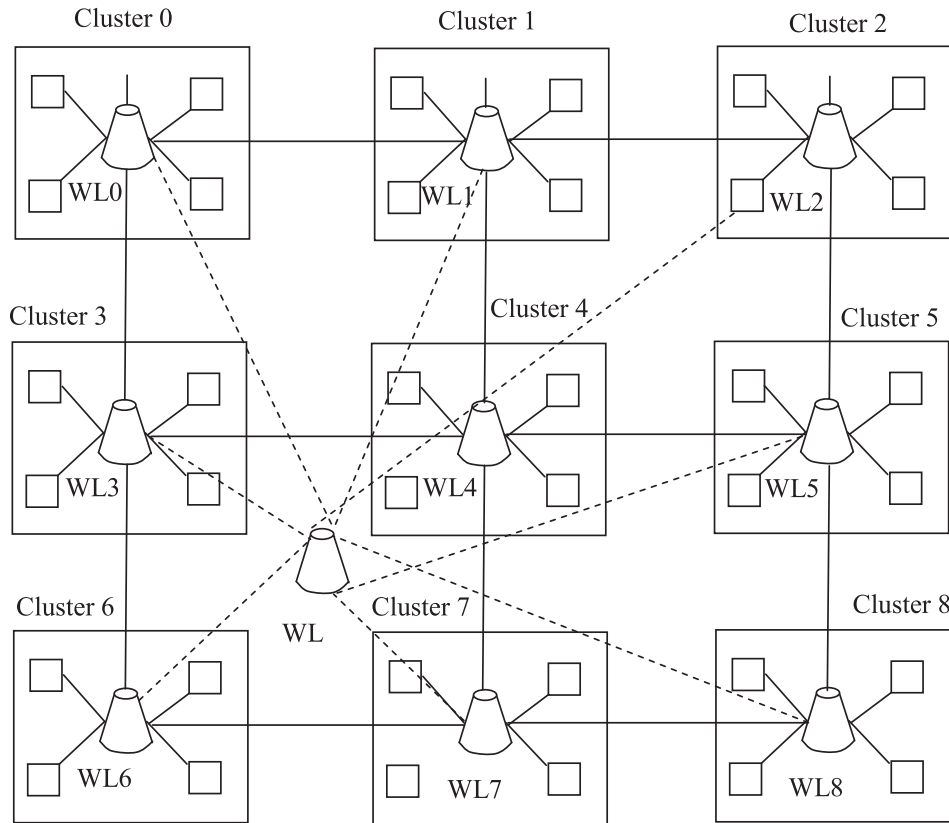 Cluster 0
Cluster 1
Cluster 2
WL0
WL1
WL2
Cluster 3
Cluster 4
Cluster 5
WL3
WL4
WL5
Cluster 6
Cluster 7
Cluster 8
WL
WL6
WL7
WL8